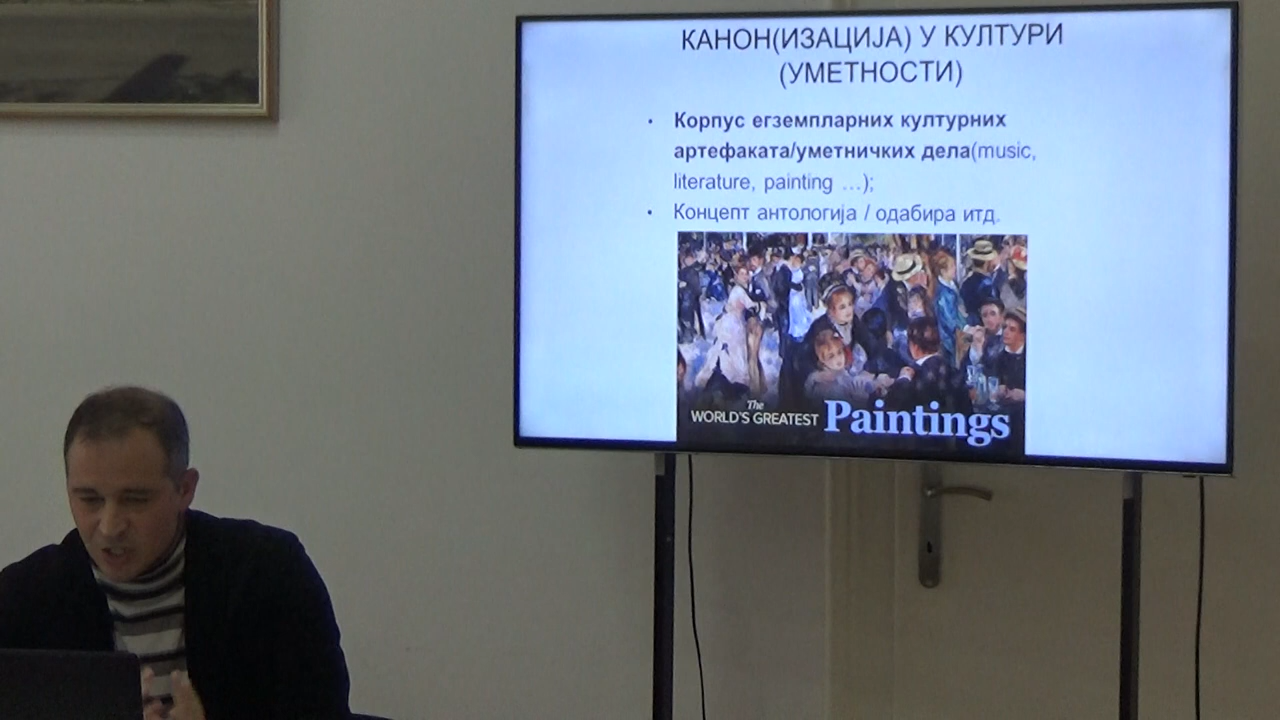 КАНОН(ИЗАЦИЈА) У КУЛТУРИ
(УМЕТНОСТИ)
• Корпус егземпларних културних
артефаката/уметничких дела(music,
literature, painting …);
• Концепт антологија / одабира итд.
The
WORLD'S GREATEST Paintings